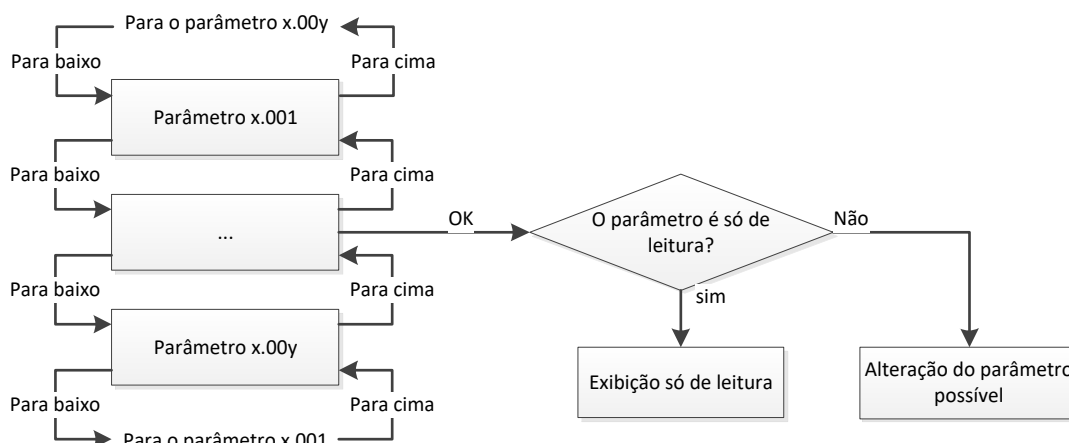 Para o parâmetro x.00y
Para baixo
Para cima
Parâmetro x.001
Para baixo
Para cima
...
OK
O parâmetro é só de
leitura?
Não
sim
Para baixo
Para cima
Parâmetro x.00y
Exibição só de leitura
Alteração do parâmetro
possível
Para baixo
Para cima
Para o parâmetro x.001